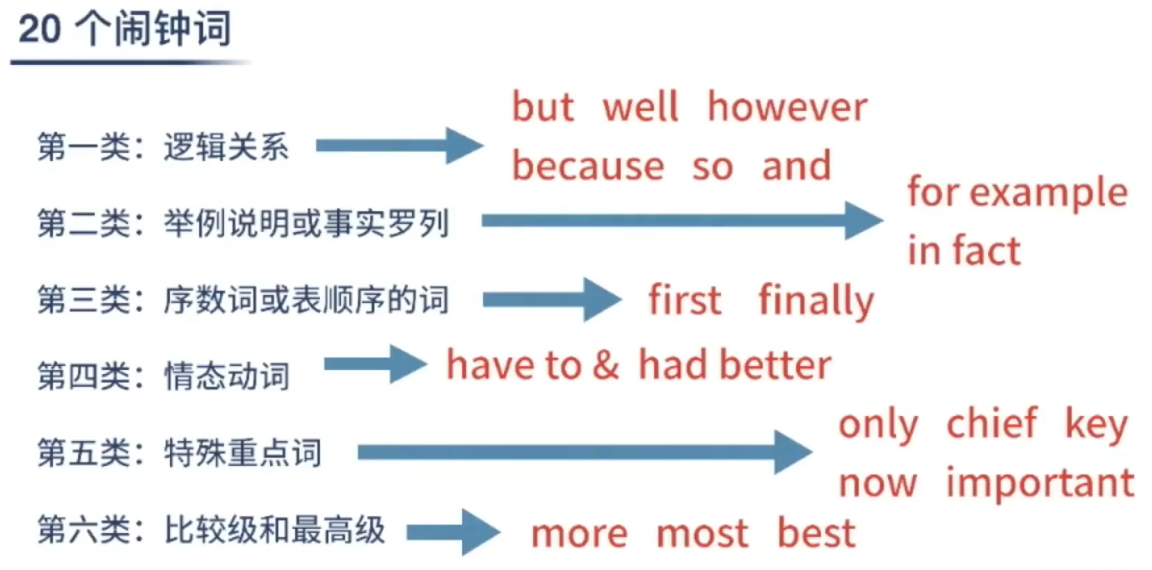 20 个闹钟词
第一类：逻辑关系
but well however
because so and
第二类：举例说明或事实罗列
for example
in fact
第三类：序数词或表顺序的词
first finally
第四类：情态动词
have to & had better
第五类：特殊重点词
only chief key
now important
第六类：比较级和最高级
more most best